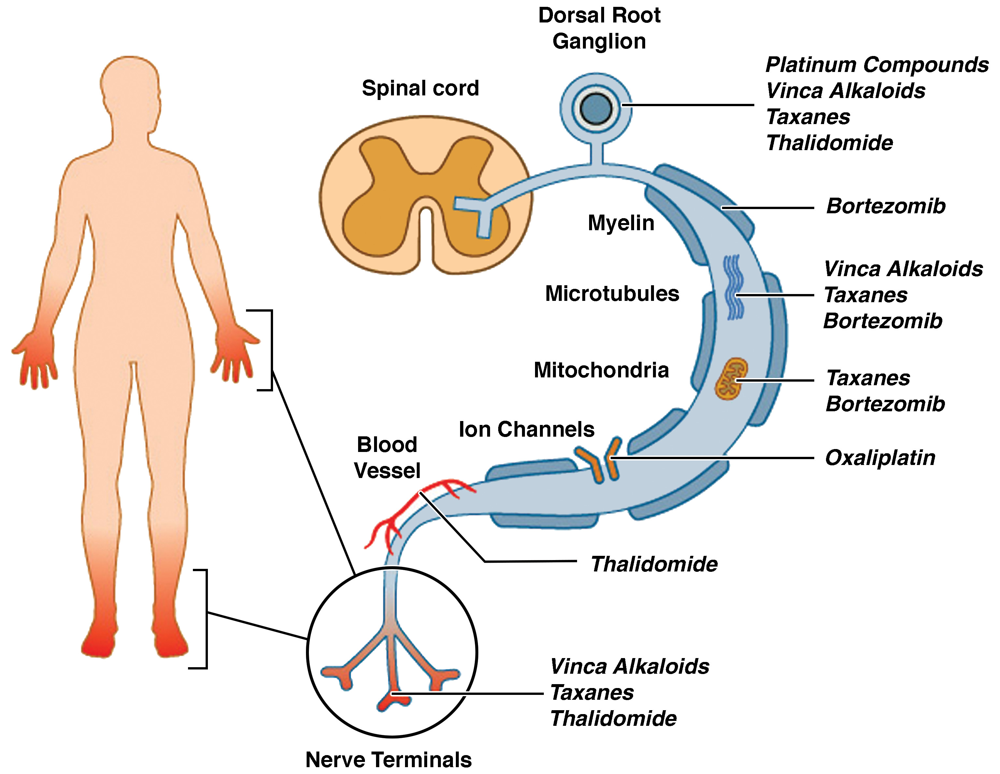 Dorsal Root
Ganglion
Platinum Compounds
Vinca Alkaloids
Taxanes
Thalidomide
Spinal cord
Bortezomib
Myelin
Vinca Alkaloids
Taxanes
Bortezomib
Microtubules
Mitochondria
Taxanes
Bortezomib
Ion Channels
Oxaliplatin
Blood
Vessel
Thalidomide
Vinca Alkaloids
Taxanes
Thalidomide
Nerve Terminals